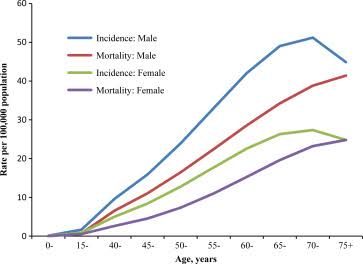 60
50
40
30
20
10
0
Rate per 100,000 population
Incidence: Male
Mortality: Male
Incidence: Female
Mortality: Female
0- 15- 40- 45- 50- 55- 60- 65- 70- 75+
Age, years